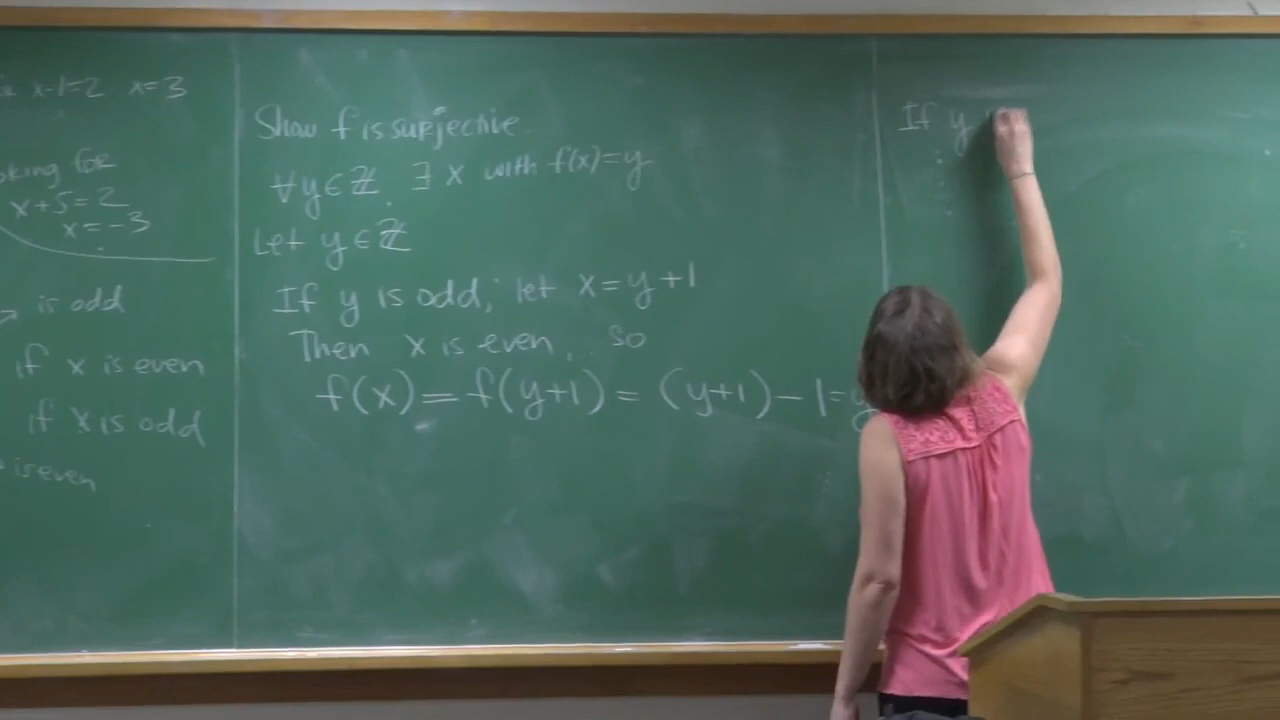 x-1=2 x=3
oking for
x+5=2
x=-3
is odd
if x is even
if x is odd
is even
Show f is surjective.
∀y∈ℤ ∃ x with f(x)=y
Let y∈ℤ
If y is odd, let x=y+1
Then x is even, so
f(x)=f(y+1)=(y+1)-1=y
If y